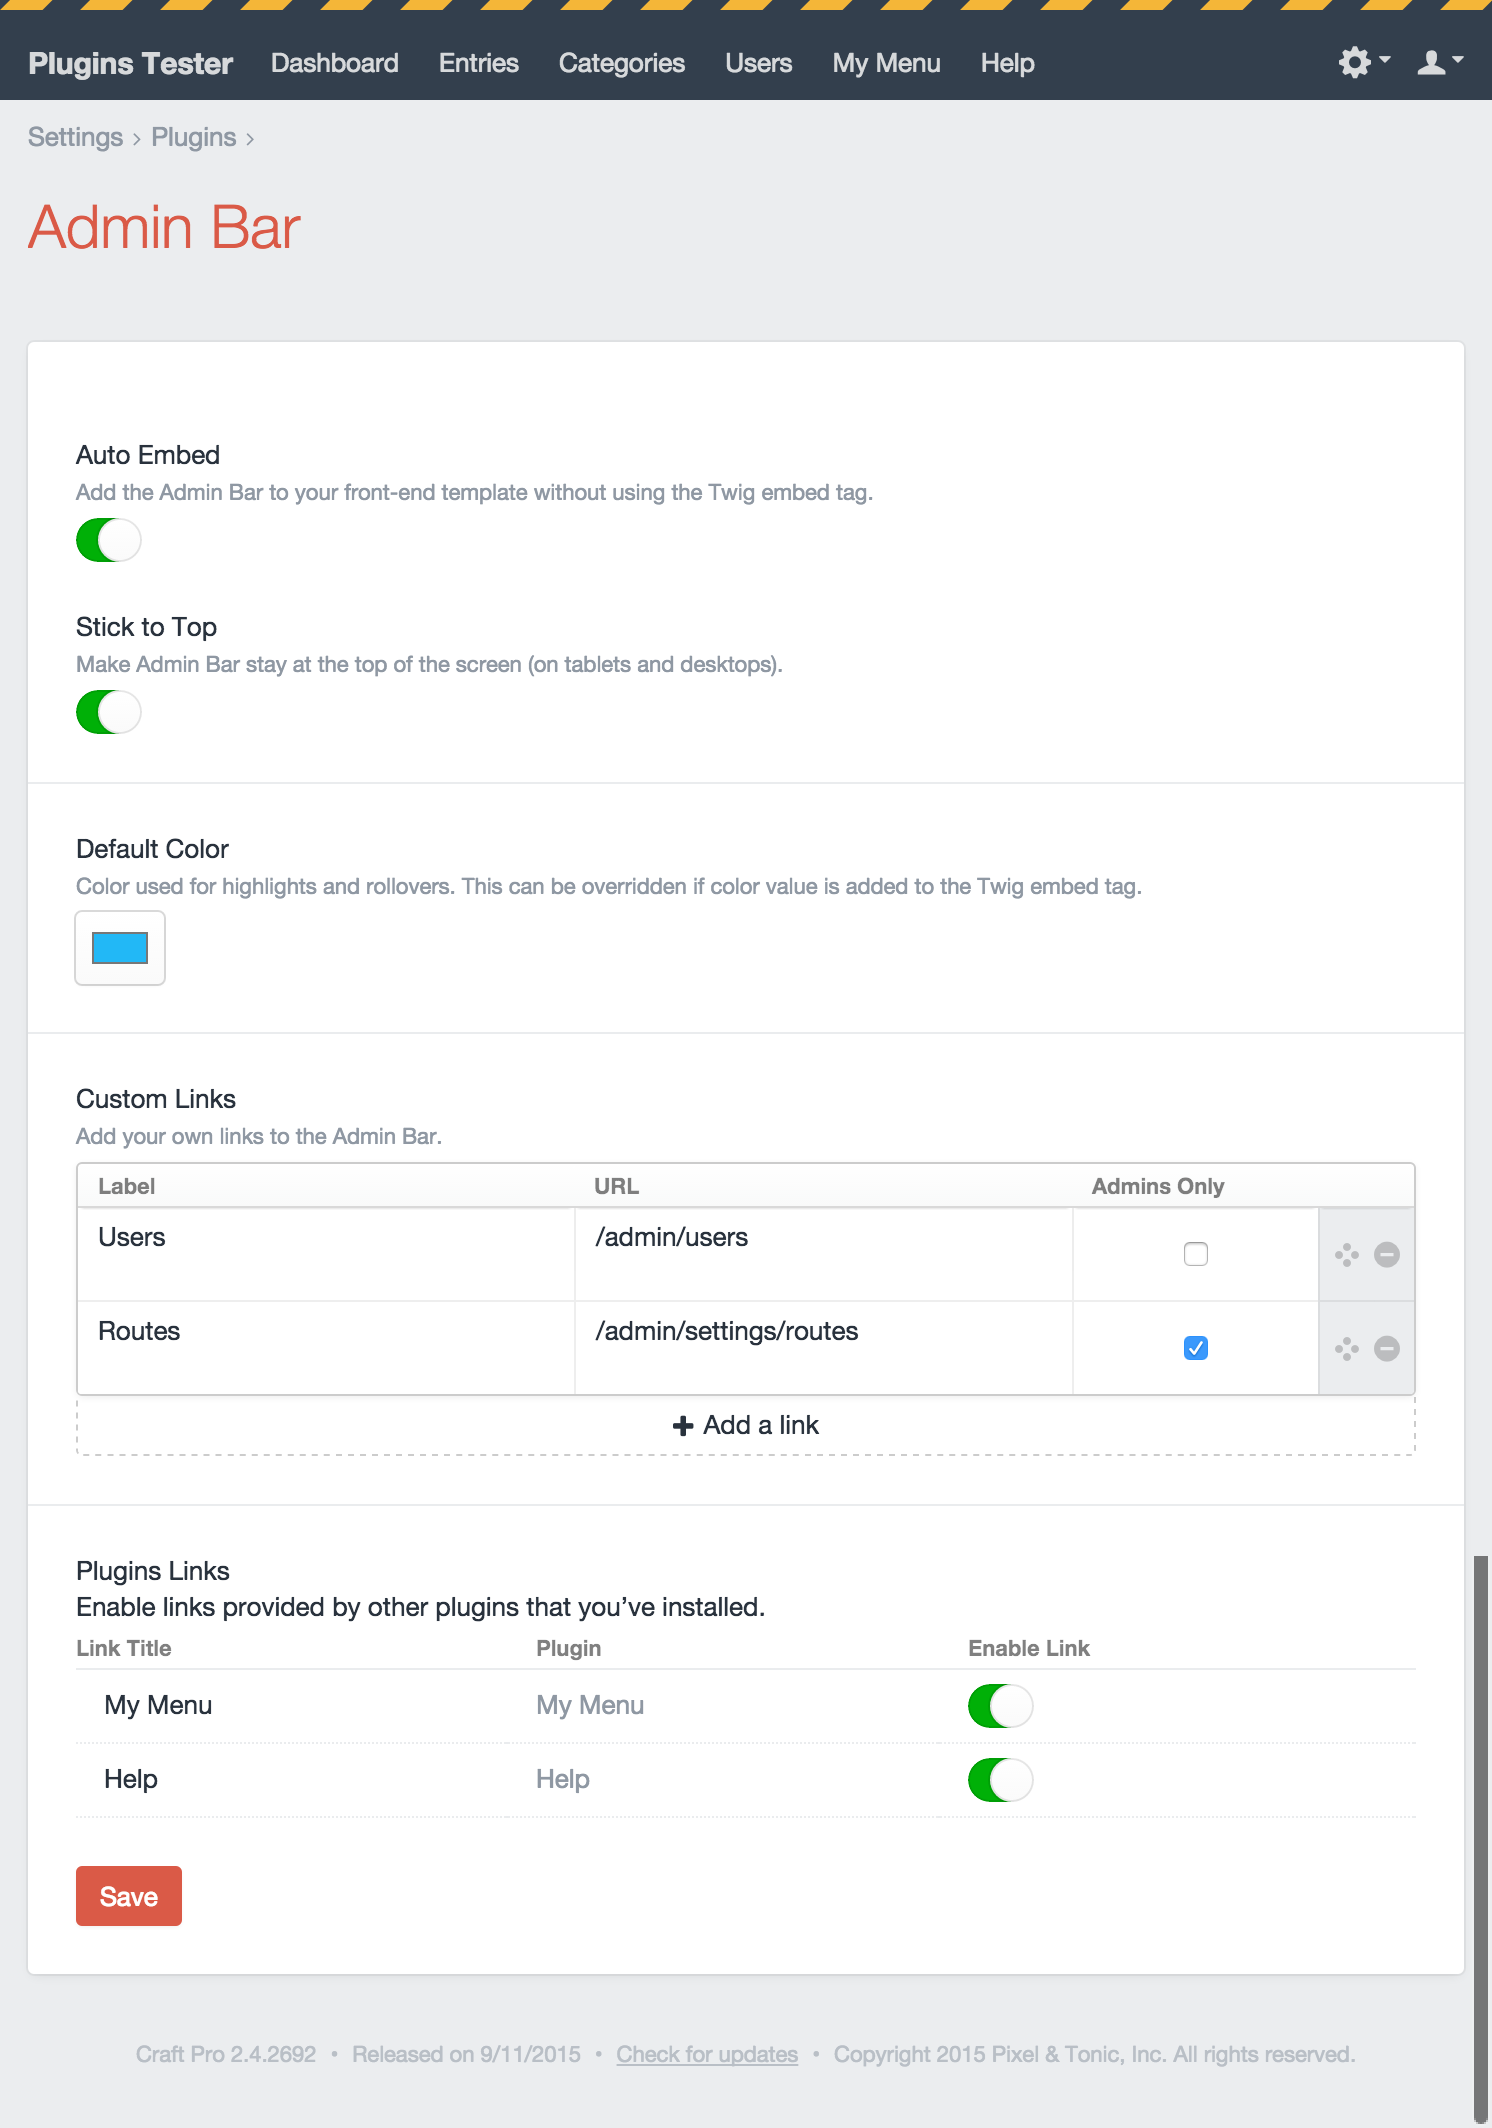 Plugins Tester Dashboard Entries Categories Users My Menu Help
Settings › Plugins ›
Admin Bar
Auto Embed
Add the Admin Bar to your front-end template without using the Twig embed tag.
Stick to Top
Make Admin Bar stay at the top of the screen (on tablets and desktops).
Default Color
Color used for highlights and rollovers. This can be overridden if color value is added to the Twig embed tag.
Custom Links
Add your own links to the Admin Bar.
Label URL Admins Only
Users /admin/users
Routes /admin/settings/routes
Add a link
Plugins Links
Enable links provided by other plugins that you’ve installed.
Link Title Plugin Enable Link
My Menu My Menu
Help Help
Save
Craft Pro 2.4.2692 • Released on 9/11/2015 • Check for updates • Copyright 2015 Pixel & Tonic, Inc. All rights reserved.